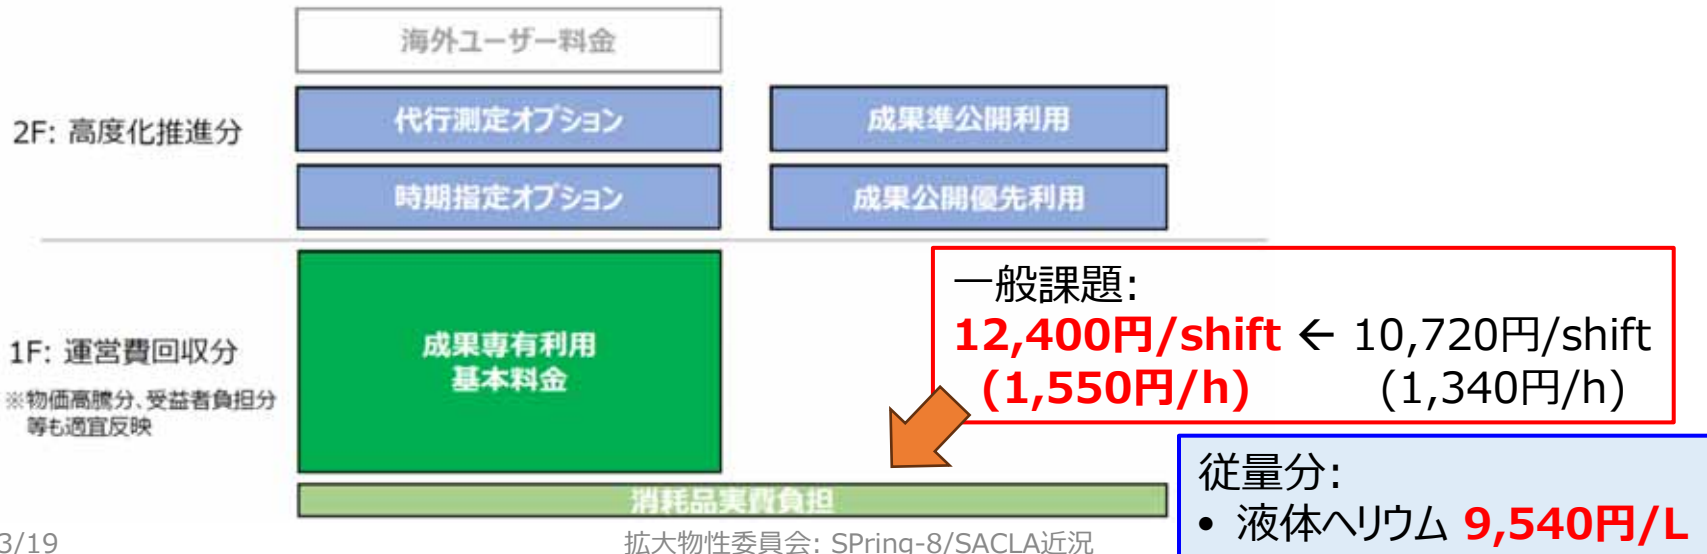 海外ユーザー料金
2F: 高度化推進分
代行測定オプション
成果準公開利用
時期指定オプション
成果公開優先利用
1F: 運営費回収分
※物価高騰分、受益者負担分
等も適宜反映
成果専有利用
基本料金
一般課題:
12,400円/shift ← 10,720円/shift
(1,550円/h) (1,340円/h)
消耗品実費負担
従量分:
• 液体ヘリウム 9,540円/L
3/19
拡大物性委員会: SPring-8/SACLA近況